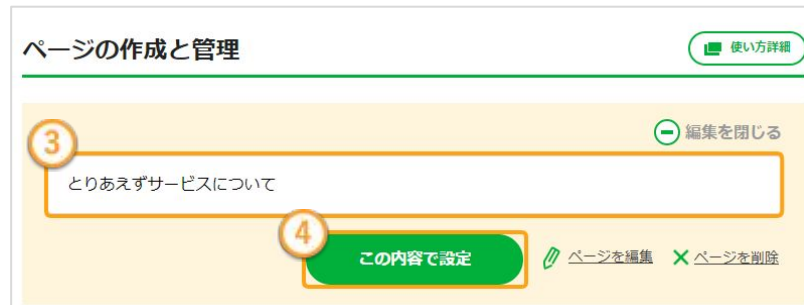 ページの作成と管理
使い方詳細
編集を閉じる
3
とりあえずサービスについて
4
この内容で設定
ページを編集
ページを削除